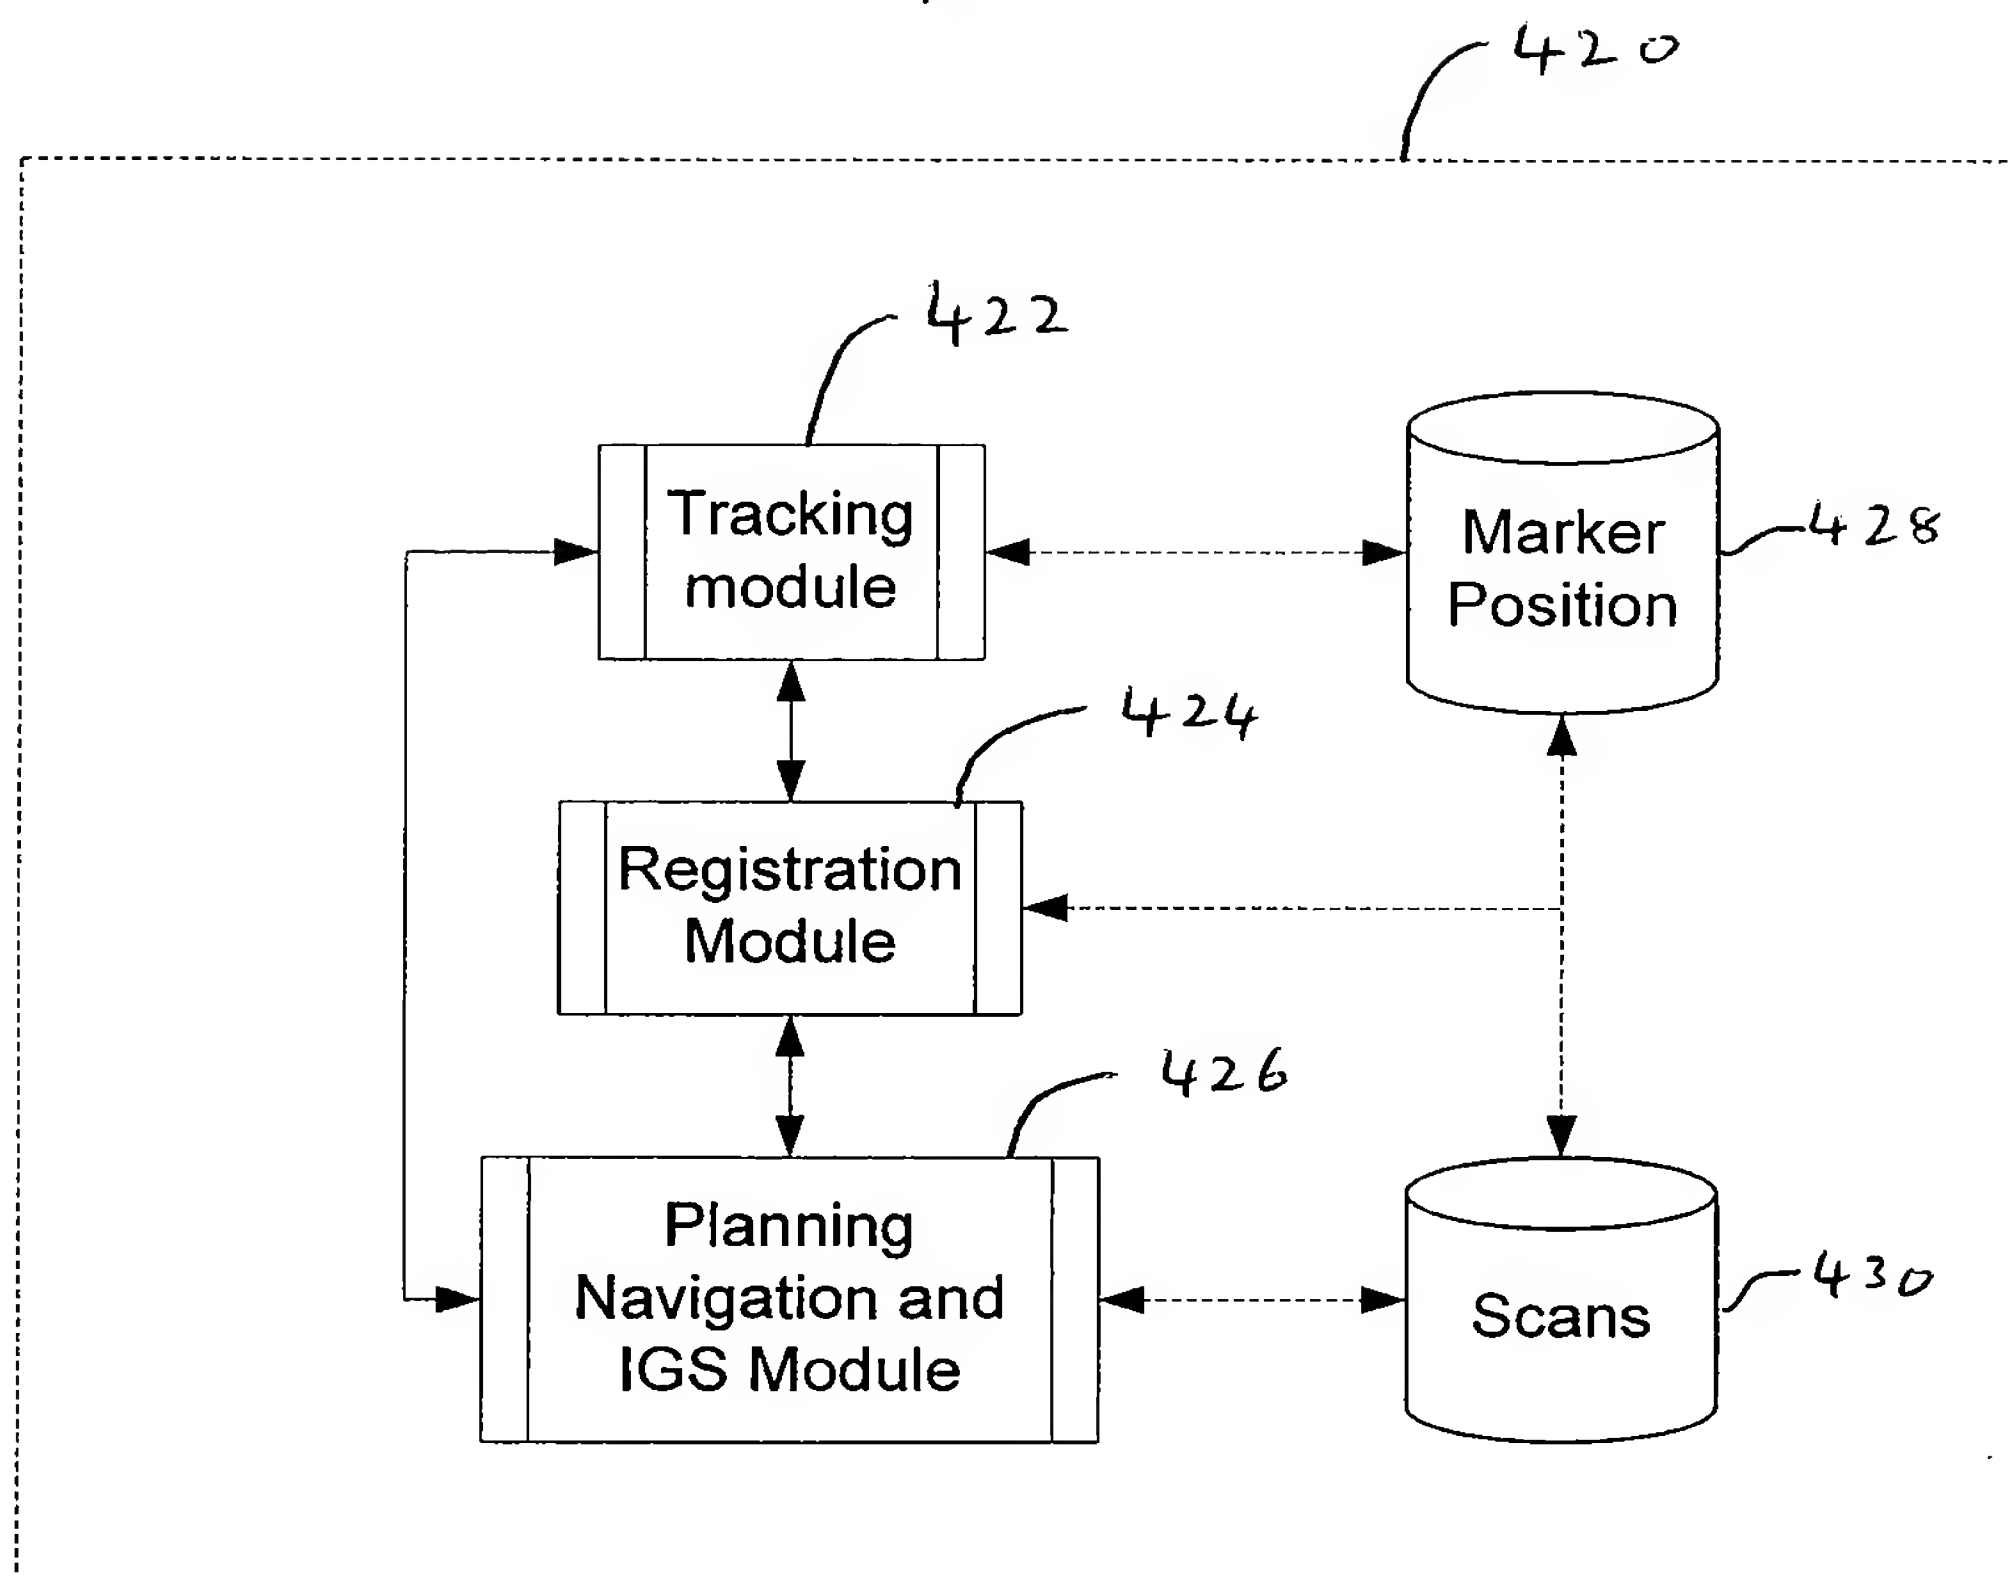 420
422
Tracking
module
Marker
Position
428
424
Registration
Module
426
Planning
Navigation and
IGS Module
Scans
430